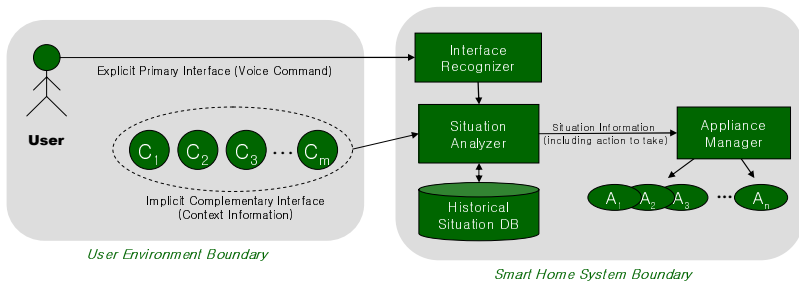 Interface
Recognizer
Explicit Primary Interface (Voice Command)
User
C1 C2 C3 ··· Cm
Implicit Complementary Interface
(Context Information)
Situation
Analyzer
Situation Information
(including action to take)
Appliance
Manager
Historical
Situation DB
A1 A2 A3 ··· An
User Environment Boundary
Smart Home System Boundary